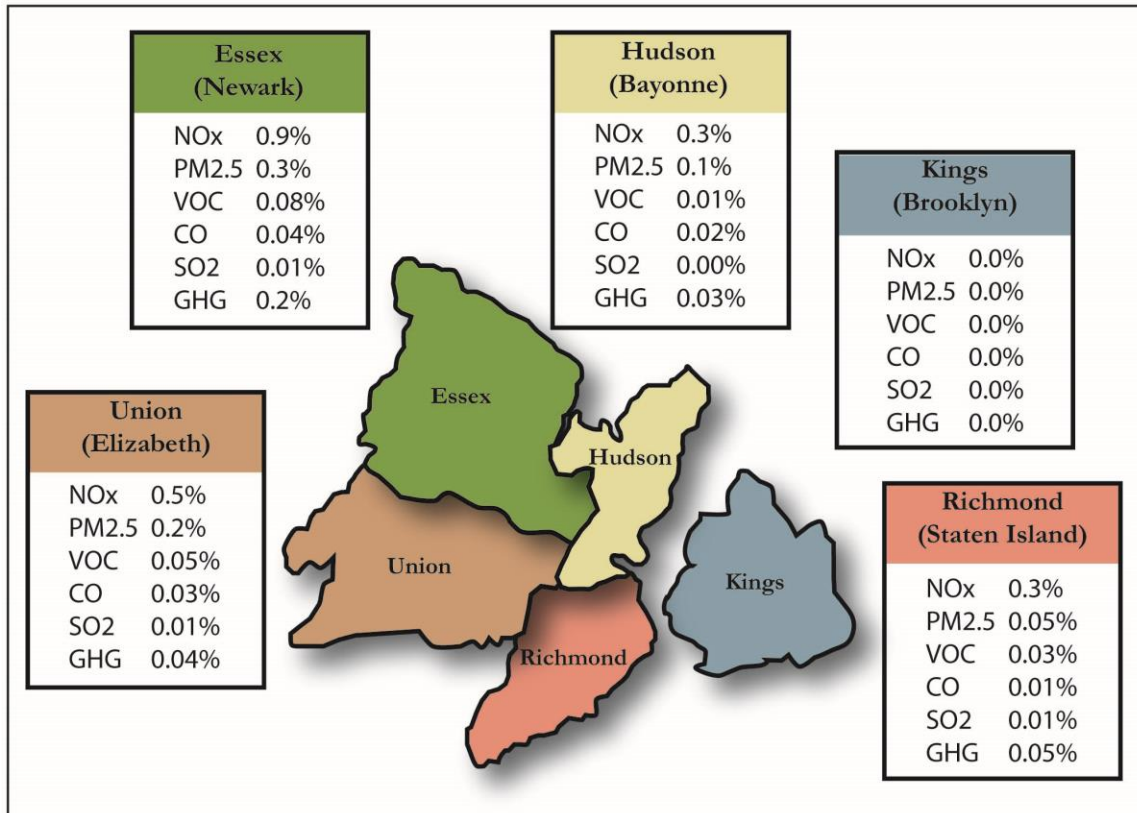 Essex
(Newark)
NOx 0.9%
PM2.5 0.3%
VOC 0.08%
CO 0.04%
SO2 0.01%
GHG 0.2%
Hudson
(Bayonne)
NOx 0.3%
PM2.5 0.1%
VOC 0.01%
CO 0.02%
SO2 0.00%
GHG 0.03%
Kings
(Brooklyn)
NOx 0.0%
PM2.5 0.0%
VOC 0.0%
CO 0.0%
SO2 0.0%
GHG 0.0%
Union
(Elizabeth)
NOx 0.5%
PM2.5 0.2%
VOC 0.05%
CO 0.03%
SO2 0.01%
GHG 0.04%
Richmond
(Staten Island)
NOx 0.3%
PM2.5 0.05%
VOC 0.03%
CO 0.01%
SO2 0.01%
GHG 0.05%
Essex
Hudson
Union
Kings
Richmond